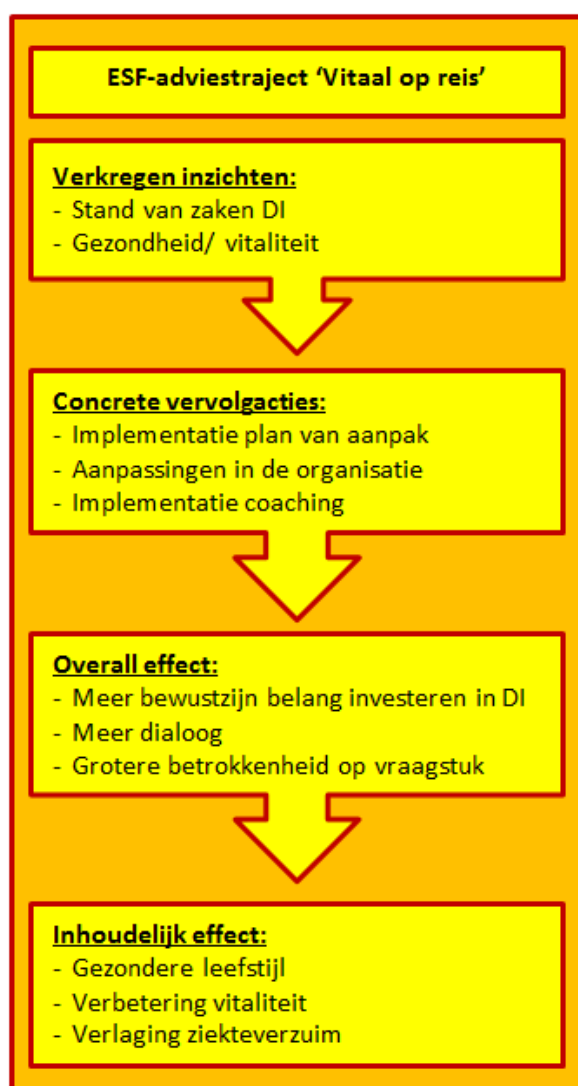 ESF-adviestraject ‘Vitaal op reis’
Verkregen inzichten:
- Stand van zaken DI
- Gezondheid/ vitaliteit
Concrete vervolgacties:
- Implementatie plan van aanpak
- Aanpassingen in de organisatie
- Implementatie coaching
Overall effect:
- Meer bewustzijn belang investeren in DI
- Meer dialoog
- Grotere betrokkenheid op vraagstuk
Inhoudelijk effect:
- Gezondere leefstijl
- Verbetering vitaliteit
- Verlaging ziekteverzuim